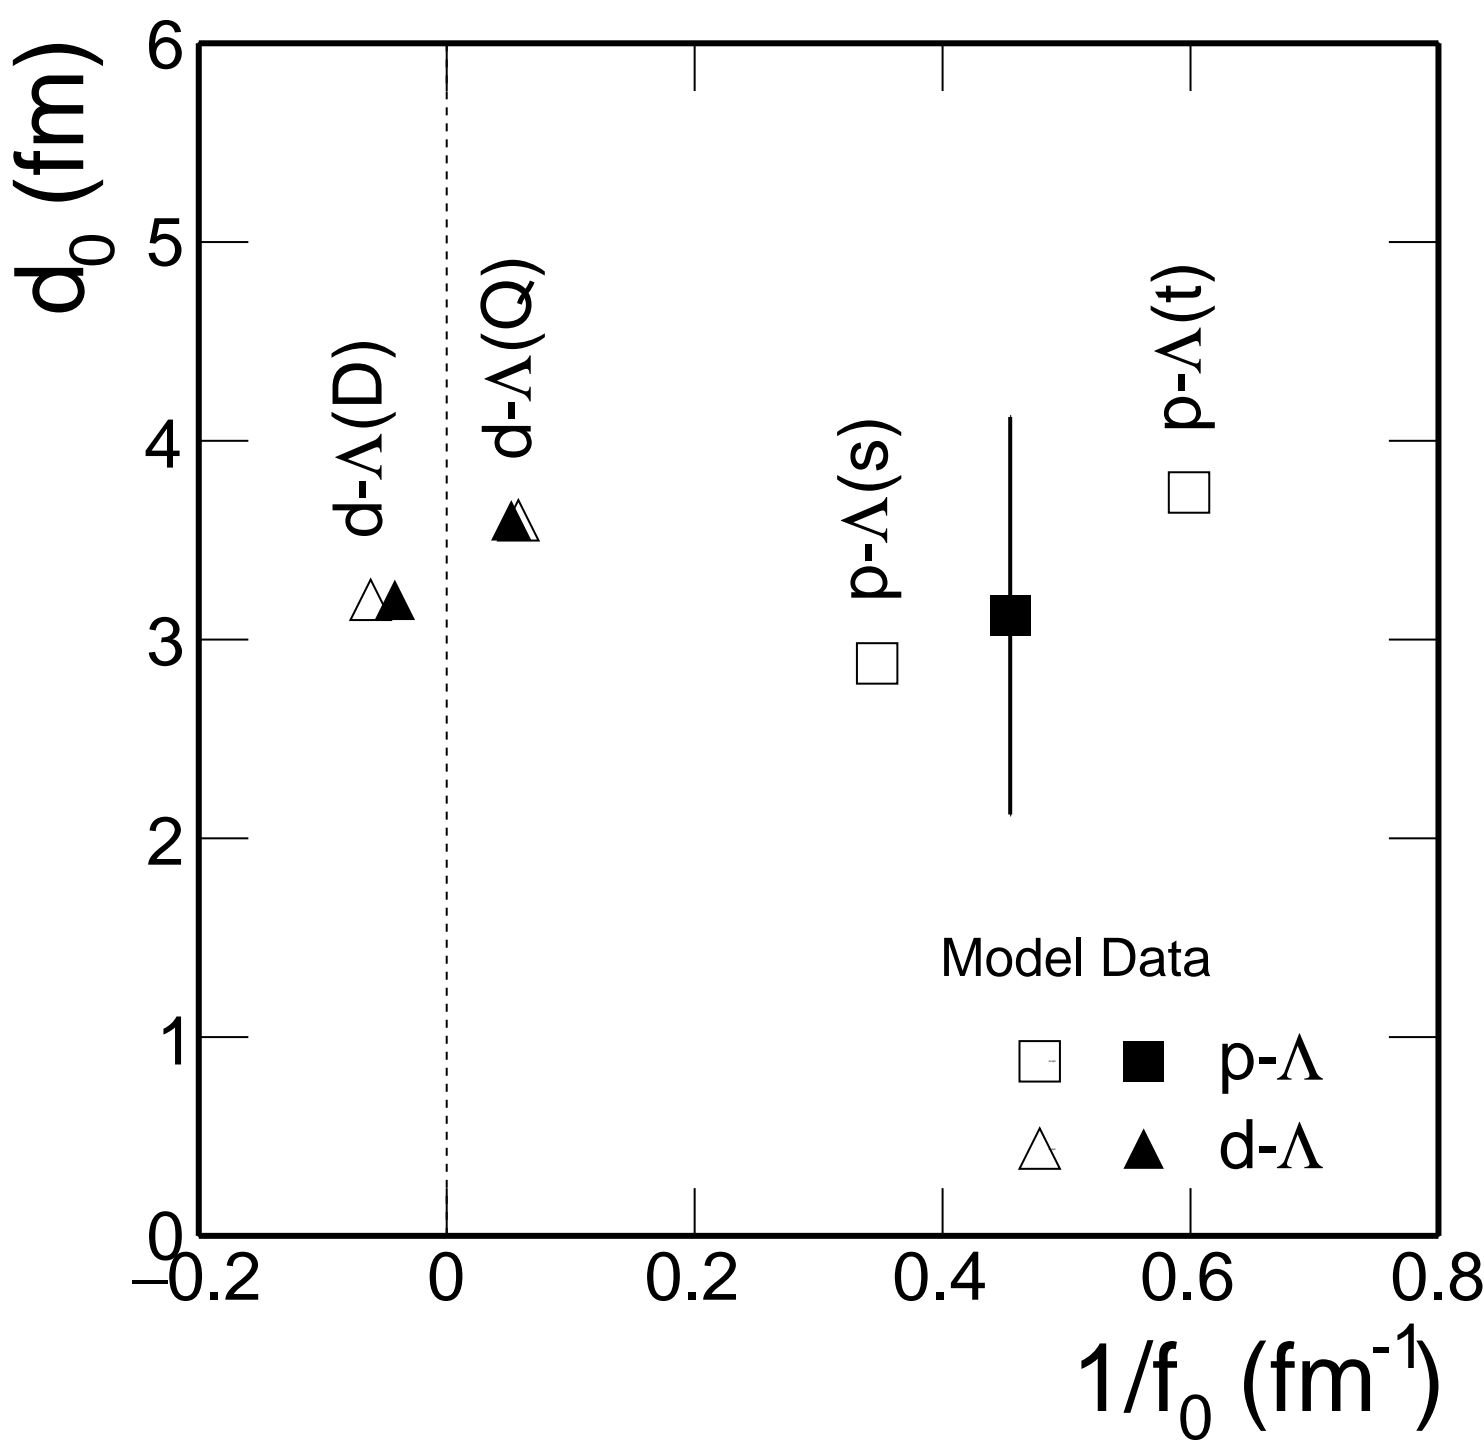 d0 (fm)
6
5
4
3
2
1
0
d-Λ(D)
d-Λ(Q)
p-Λ(s)
p-Λ(t)
Model Data
p-Λ
d-Λ
−0.2 0 0.2 0.4 0.6 0.8
1/f0 (fm-1)